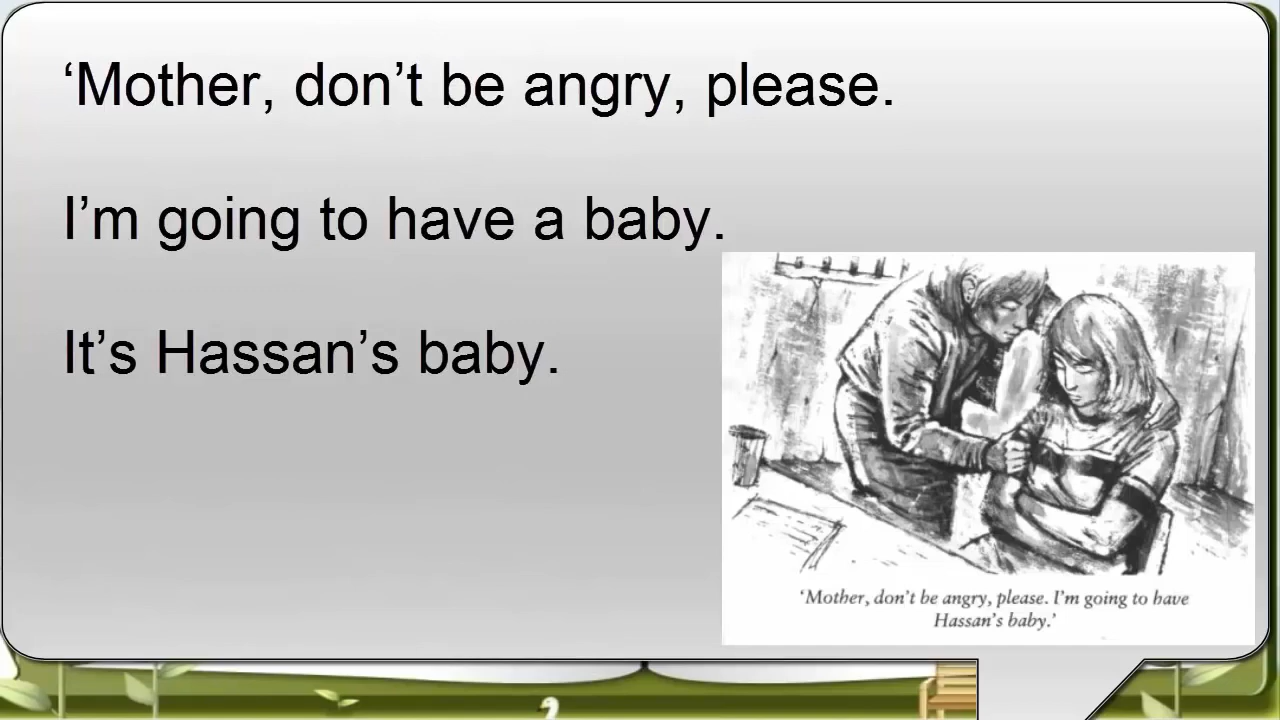 ‘Mother, don’t be angry, please.
I’m going to have a baby.
It’s Hassan’s baby.
‘Mother, don’t be angry, please. I’m going to have
Hassan’s baby.’